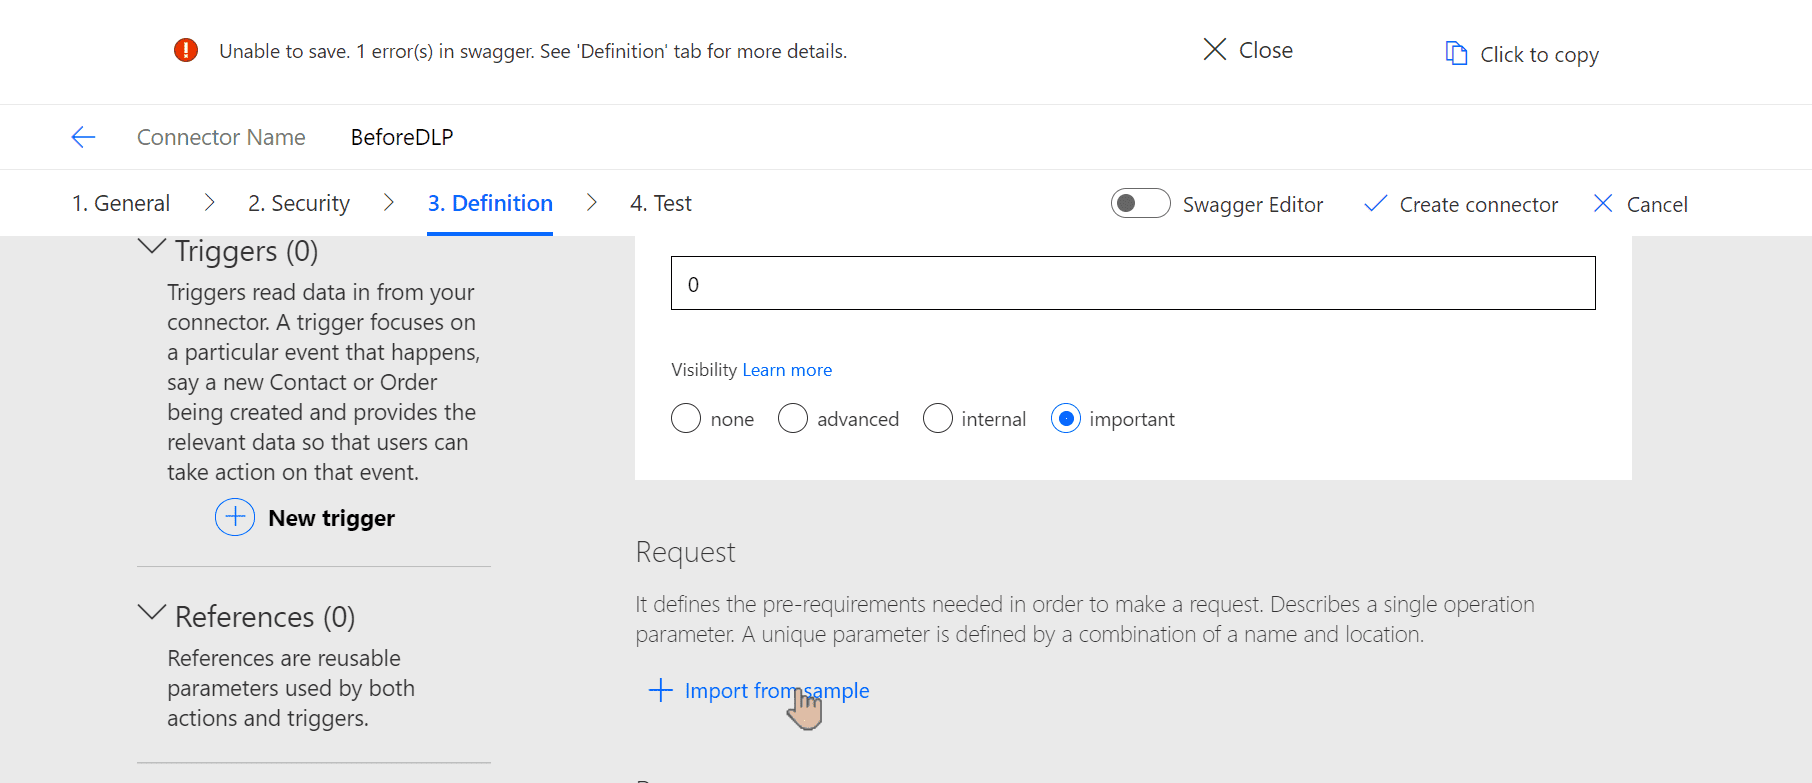 Unable to save. 1 error(s) in swagger. See 'Definition' tab for more details.
Close
Click to copy
Connector Name
BeforeDLP
1. General
2. Security
3. Definition
4. Test
Swagger Editor
Create connector
Cancel
Triggers (0)
Triggers read data in from your
connector. A trigger focuses on
a particular event that happens,
say a new Contact or Order
being created and provides the
relevant data so that users can
take action on that event.
New trigger
References (0)
References are reusable
parameters used by both
actions and triggers.
0
Visibility Learn more
none
advanced
internal
important
Request
It defines the pre-requirements needed in order to make a request. Describes a single operation
parameter. A unique parameter is defined by a combination of a name and location.
Import from sample